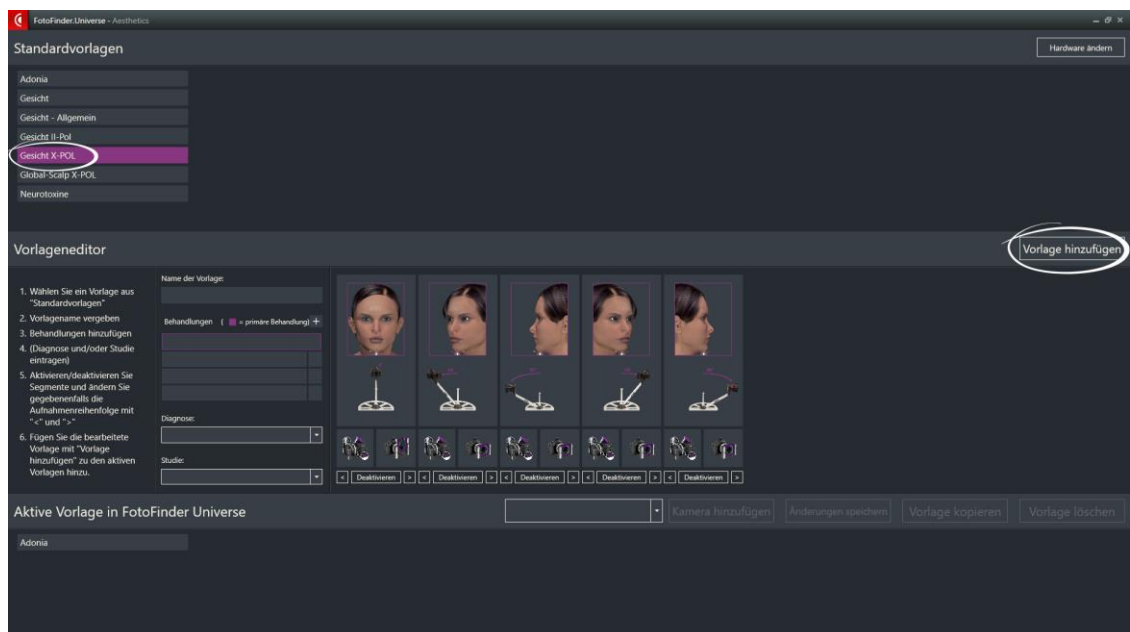 FotoFinder.Universe - Aesthetics
Standardvorlagen
Hardware ändern
Adonia
Gesicht
Gesicht - Allgemein
Gesicht II-Pol
Gesicht X-POL
Global-Scalp X-POL
Neurotoxine
Vorlageneditor
Vorlage hinzufügen
1. Wählen Sie ein Vorlage aus
"Standardvorlagen"
2. Vorlagename vergeben
3. Behandlungen hinzufügen
4. (Diagnose und/oder Studie
eintragen)
5. Aktivieren/deaktivieren Sie
Segmente und ändern Sie
gegebenenfalls die
Aufnahmenreihenfolge mit
"<" und ">"
6. Fügen Sie die bearbeitete
Vorlage mit "Vorlage
hinzufügen" zu den aktiven
Vorlagen hinzu.
Name der Vorlage:
Behandlungen ( = primäre Behandlung) +
Diagnose:
Studie:
< Deaktivieren > < Deaktivieren > < Deaktivieren > < Deaktivieren > < Deaktivieren >
Aktive Vorlage in FotoFinder Universe
Kamera hinzufügen Änderungen speichern Vorlage kopieren Vorlage löschen
Adonia